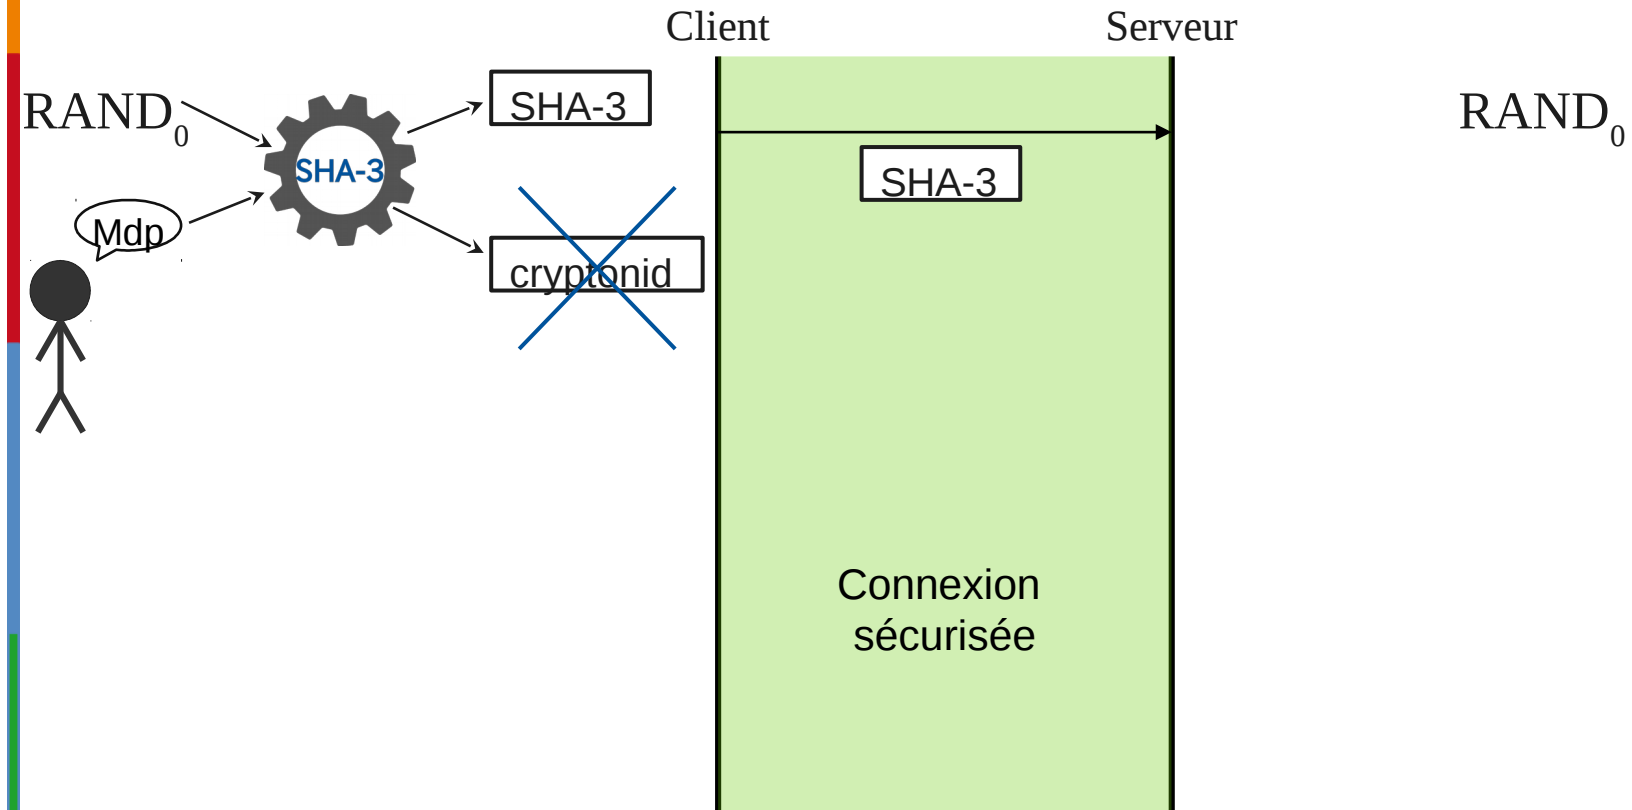 Client
Serveur
RAND0
SHA-3
SHA-3
SHA-3
RAND0
Mdp
cryptonid
Connexion
sécurisée